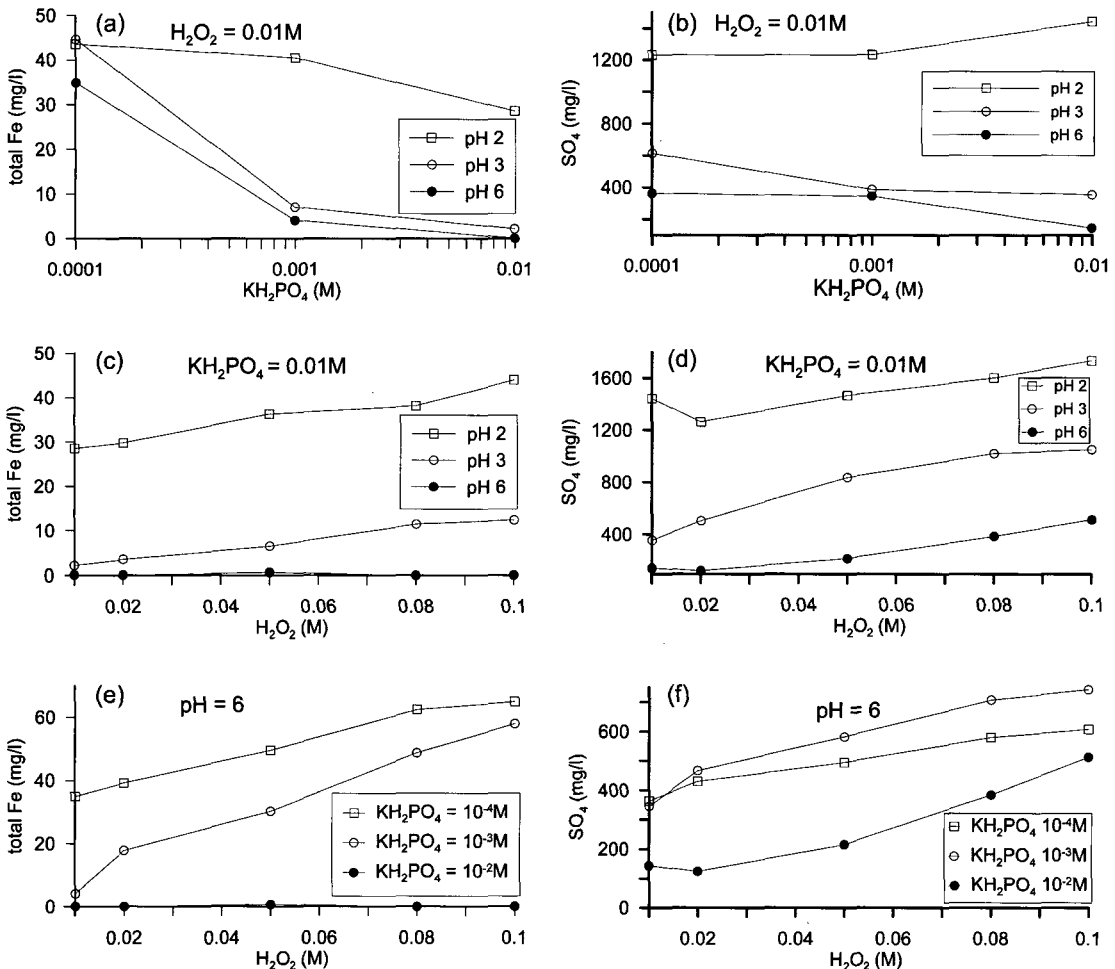 (a)
H₂O₂ = 0.01M
50
40
30
20
10
0
total Fe (mg/l)
pH 2
pH 3
pH 6
0.0001
0.001
0.01
KH₂PO₄ (M)
(b)
H₂O₂ = 0.01M
1200
800
400
SO₄ (mg/l)
pH 2
pH 3
pH 6
0.0001
0.001
0.01
KH₂PO₄ (M)
(c)
KH₂PO₄ = 0.01M
50
40
30
20
10
0
total Fe (mg/l)
pH 2
pH 3
pH 6
0.02
0.04
0.06
0.08
0.1
H₂O₂ (M)
(d)
KH₂PO₄ = 0.01M
1600
1200
800
400
SO₄ (mg/l)
pH 2
pH 3
pH 6
0.02
0.04
0.06
0.08
0.1
H₂O₂ (M)
(e)
pH = 6
60
40
20
0
total Fe (mg/l)
KH₂PO₄ = 10⁻⁴M
KH₂PO₄ = 10⁻³M
KH₂PO₄ = 10⁻²M
0.02
0.04
0.06
0.08
0.1
H₂O₂ (M)
(f)
pH = 6
600
400
200
0
SO₄ (mg/l)
KH₂PO₄ 10⁻⁴M
KH₂PO₄ 10⁻³M
KH₂PO₄ 10⁻²M
0.02
0.04
0.06
0.08
0.1
H₂O₂ (M)